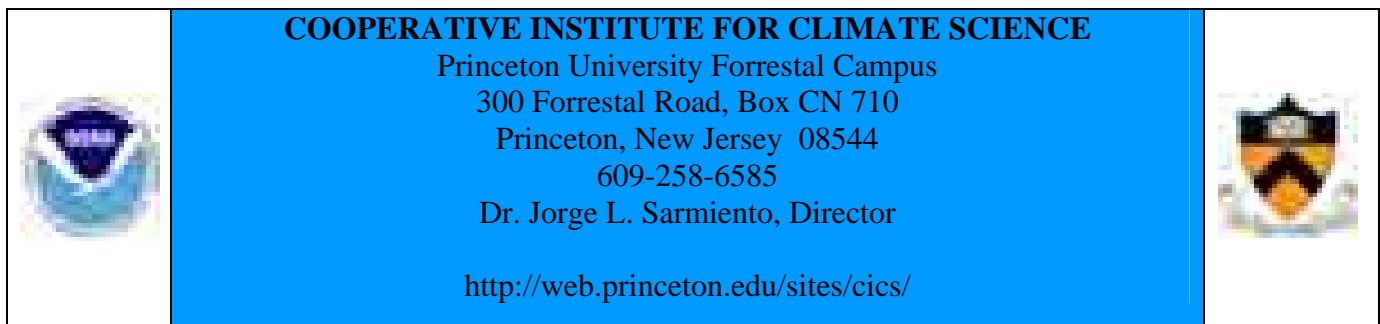 COOPERATIVE INSTITUTE FOR CLIMATE SCIENCE
Princeton University Forrestal Campus
300 Forrestal Road, Box CN 710
Princeton, New Jersey 08544
609-258-6585
Dr. Jorge L. Sarmiento, Director
http://web.princeton.edu/sites/cics/